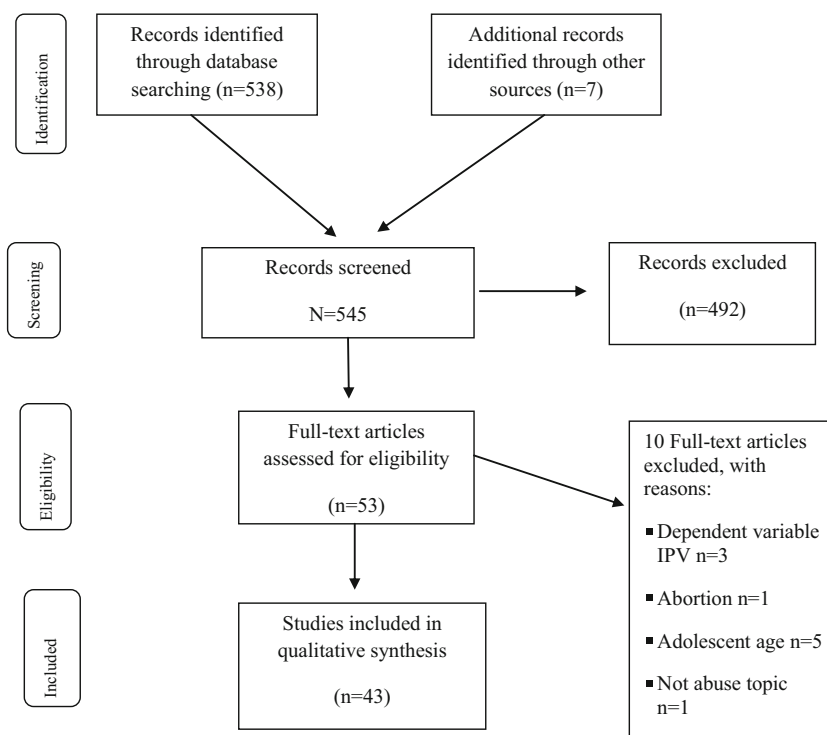 Identification
Records identified
through database
searching (n=538)
Additional records
identified through other
sources (n=7)
Screening
Records screened
N=545
Records excluded
(n=492)
Eligibility
Full-text articles
assessed for eligibility
(n=53)
10 Full-text articles
excluded, with
reasons:
▪ Dependent variable
IPV n=3
▪ Abortion n=1
▪ Adolescent age n=5
▪ Not abuse topic
n=1
Included
Studies included in
qualitative synthesis
(n=43)